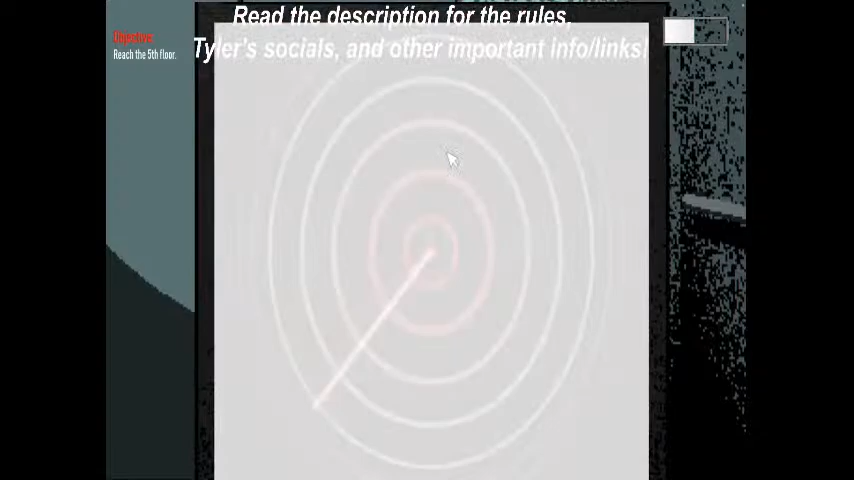 Read the description for the rules,
Tyler's socials, and other important info/links!
Objective:
Reach the 5th floor.